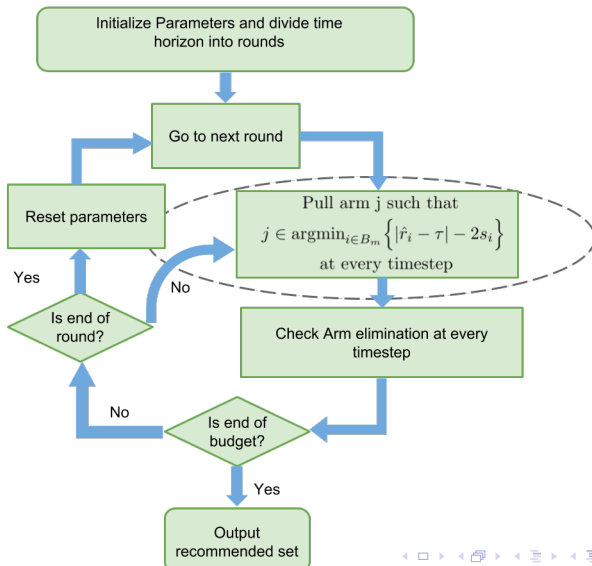 Initialize Parameters and divide time
horizon into rounds
Go to next round
Reset parameters
Pull arm j such that
j ∈ argmin_{i∈B_m}{|r̂_i − τ| − 2s_i}
at every timestep
Yes
No
Is end of
round?
Check Arm elimination at every
timestep
No
Is end of
budget?
Yes
Output
recommended set